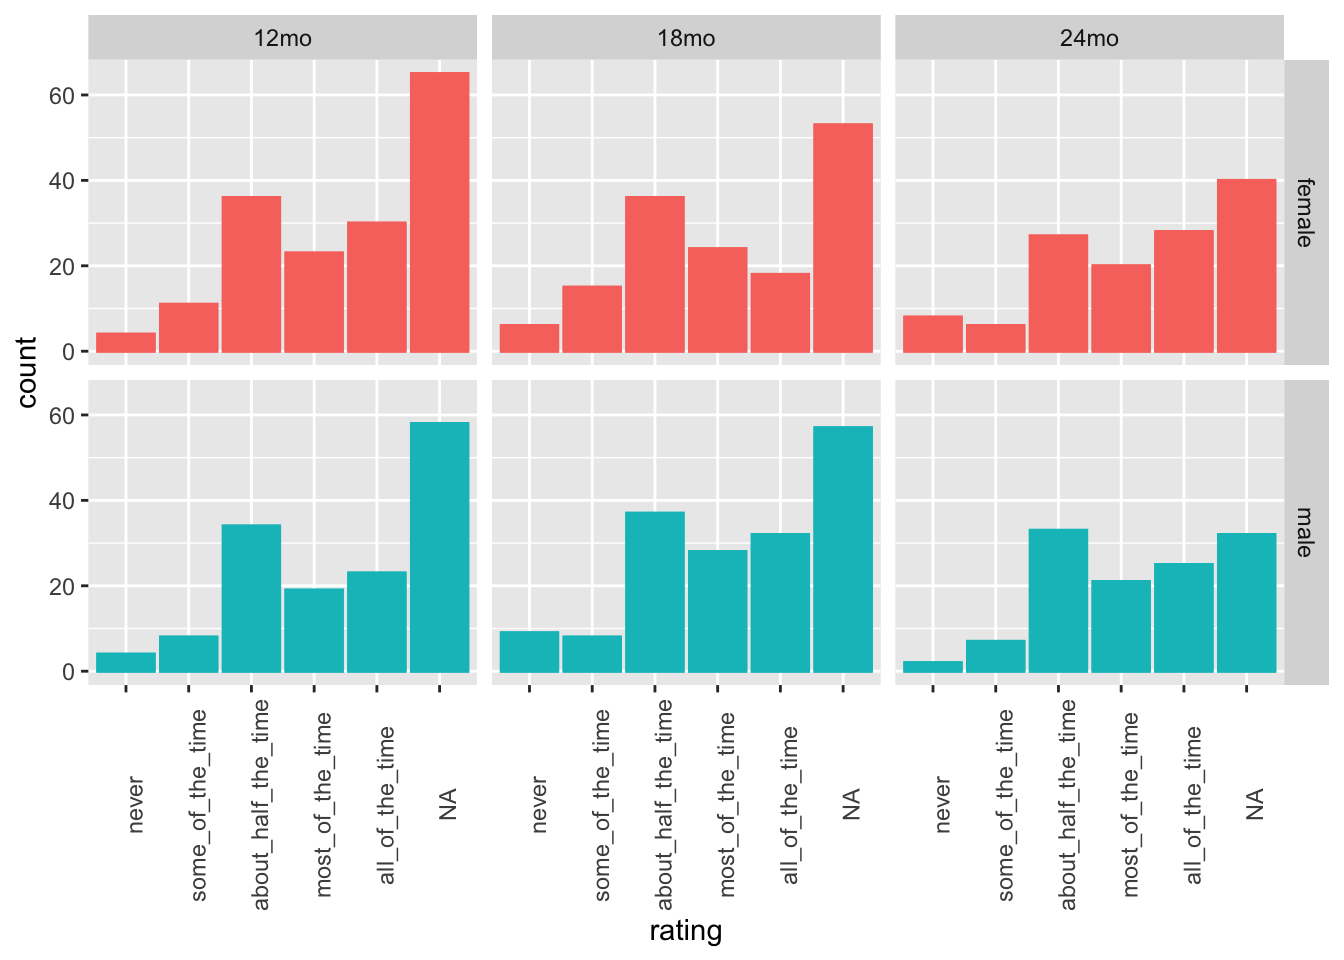 12mo 18mo 24mo
60
40
20
0
female
count
60
40
20
0
male
never some_of_the_time about_half_the_time most_of_the_time all_of_the_time NA never some_of_the_time about_half_the_time most_of_the_time all_of_the_time NA never some_of_the_time about_half_the_time most_of_the_time all_of_the_time NA
rating